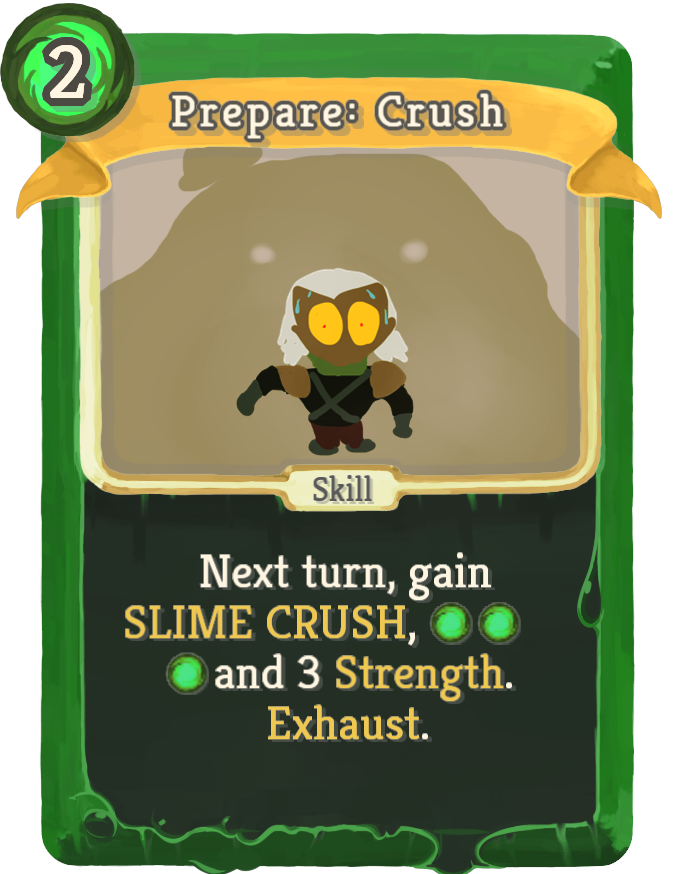 2
Prepare: Crush
Skill
Next turn, gain
SLIME CRUSH,
and 3 Strength.
Exhaust.